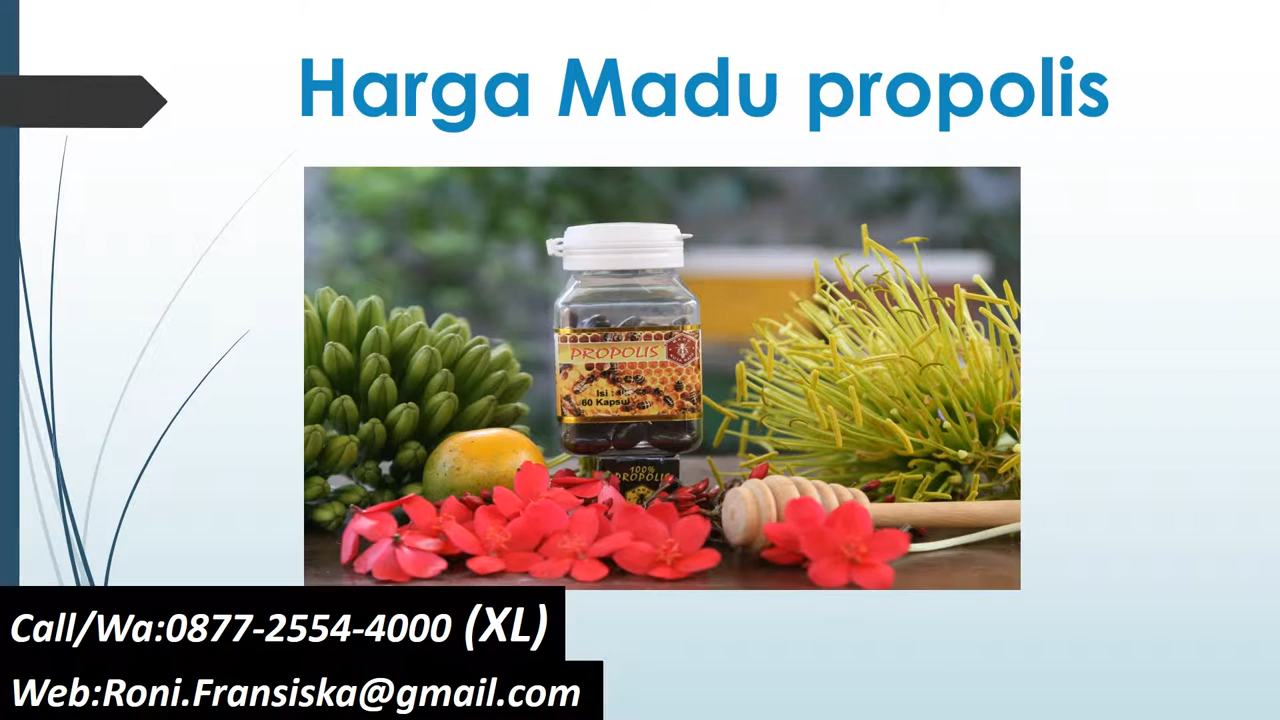 Harga Madu propolis
PROPOLIS
Isi :
60 Kapsul
100%
PROPOLIS
Call/Wa:0877-2554-4000 (XL)
Web:Roni.Fransiska@gmail.com